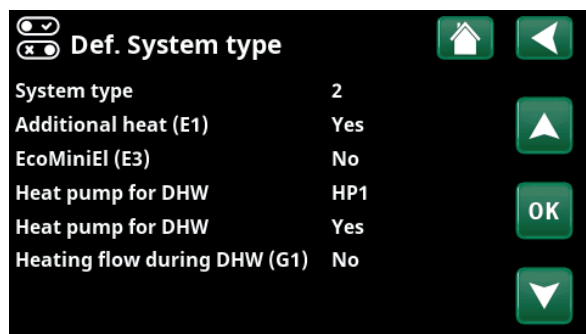 Def. System type
System type 2
Additional heat (E1) Yes
EcoMiniEl (E3) No
Heat pump for DHW HP1
Heat pump for DHW Yes
Heating flow during DHW (G1) No
OK